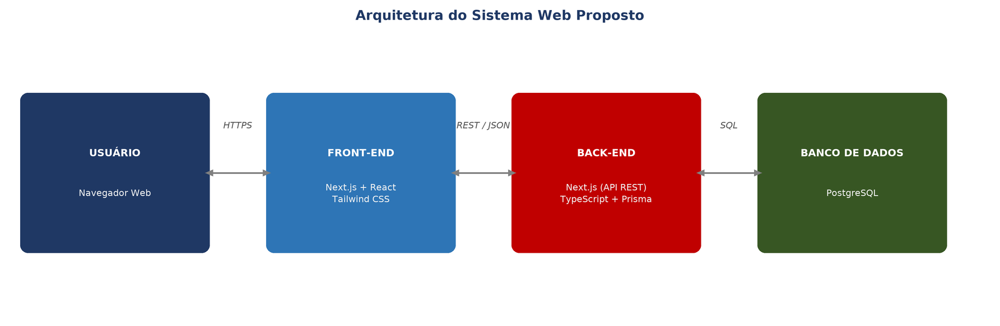 Arquitetura do Sistema Web Proposto
HTTPS
REST / JSON
SQL
USUÁRIO
FRONT-END
BACK-END
BANCO DE DADOS
Navegador Web
Next.js + React
Tailwind CSS
Next.js (API REST)
TypeScript + Prisma
PostgreSQL